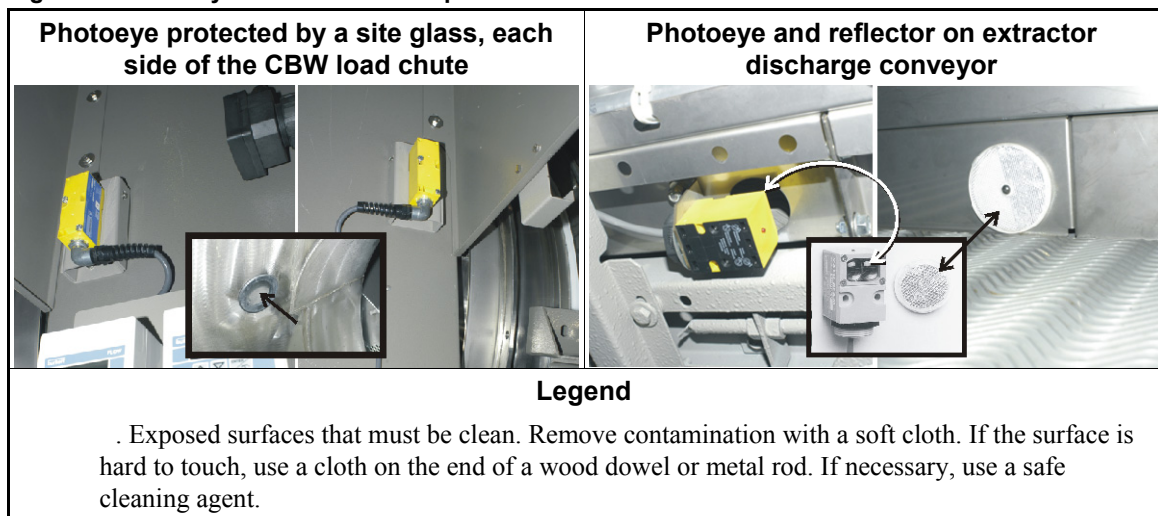 Photoeye protected by a site glass, each
side of the CBW load chute
Photoeye and reflector on extractor
discharge conveyor
Legend
. Exposed surfaces that must be clean. Remove contamination with a soft cloth. If the surface is
hard to touch, use a cloth on the end of a wood dowel or metal rod. If necessary, use a safe
cleaning agent.